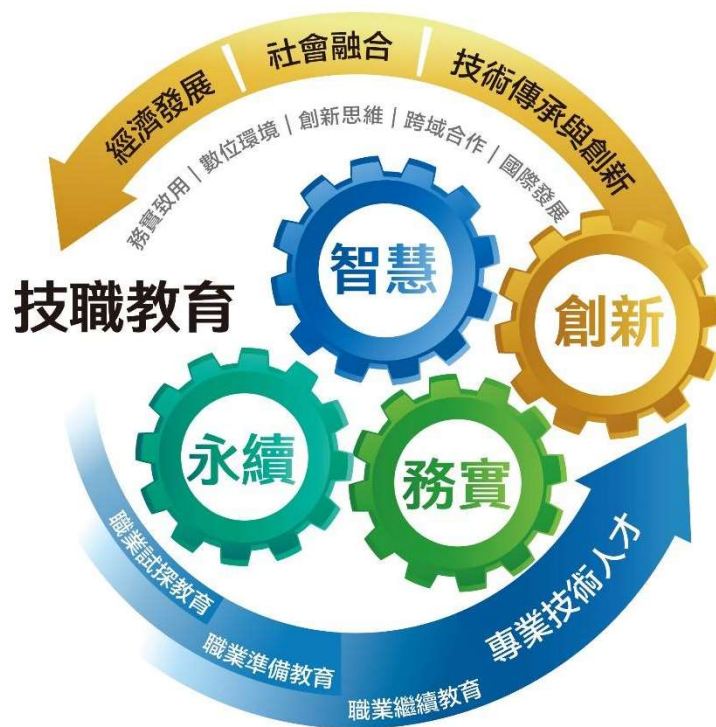 經濟發展
社會融合
技術傳承與創新
務實致用|數位環境|創新思維|跨域合作|國際發展
智慧
創新
技職教育
永續
務實
職業試探教育
職業準備教育
職業繼續教育
專業技術人才